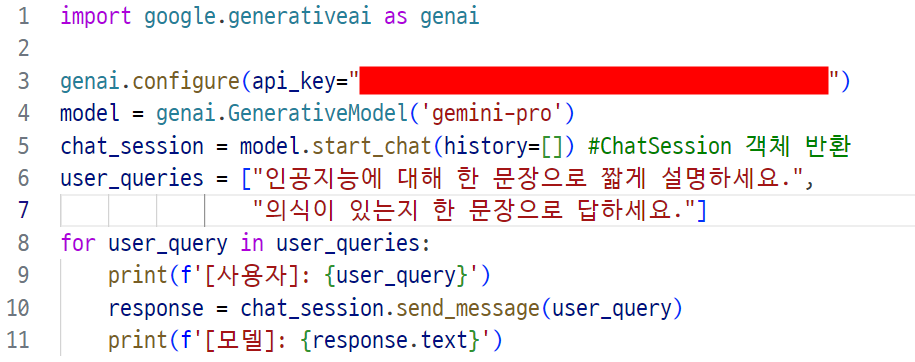 1 import google.generativeai as genai
2
3 genai.configure(api_key="")
4 model = genai.GenerativeModel('gemini-pro')
5 chat_session = model.start_chat(history=[]) #ChatSession 객체 반환
6 user_queries = ["인공지능에 대해 한 문장으로 짧게 설명하세요.",
7 "의식이 있는지 한 문장으로 답하세요."]
8 for user_query in user_queries:
9 print(f'[사용자]: {user_query}')
10 response = chat_session.send_message(user_query)
11 print(f'[모델]: {response.text}')